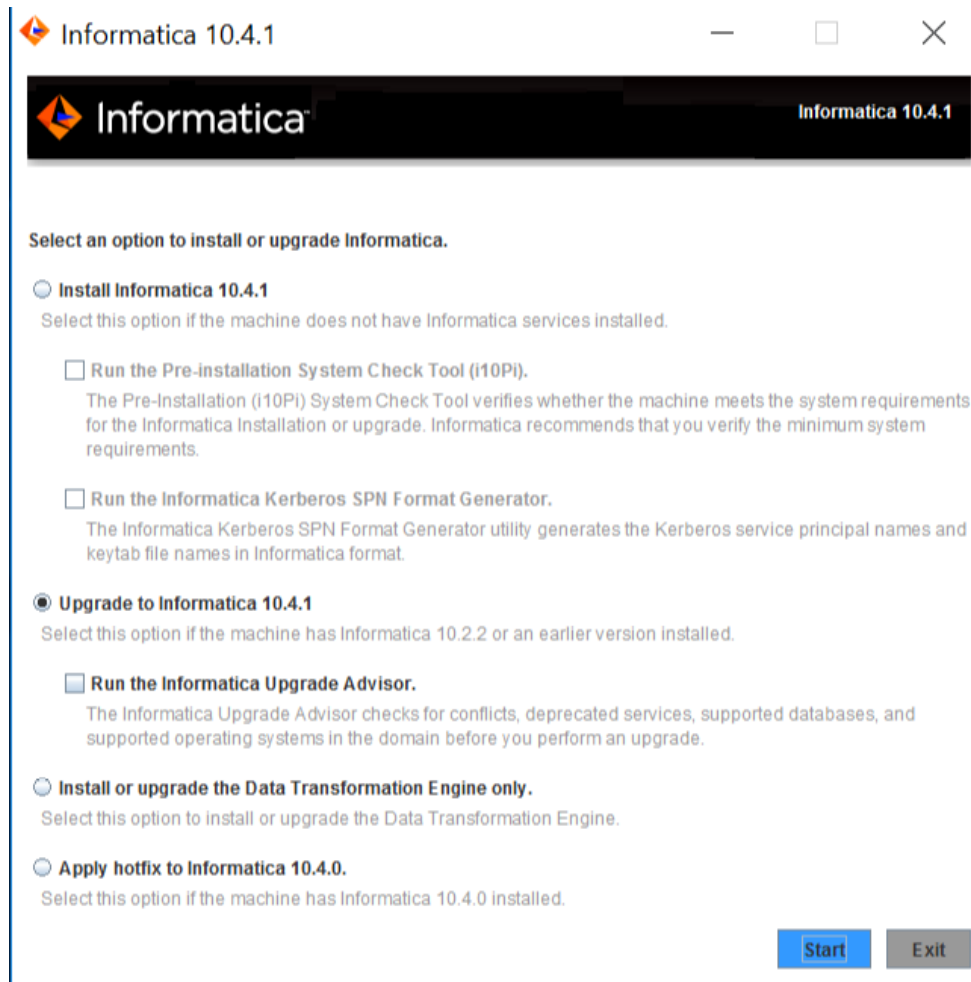 Informatica 10.4.1
Informatica
Informatica 10.4.1
Select an option to install or upgrade Informatica.
Install Informatica 10.4.1
Select this option if the machine does not have Informatica services installed.
Run the Pre-installation System Check Tool (i10Pi).
The Pre-Installation (i10Pi) System Check Tool verifies whether the machine meets the system requirements
for the Informatica Installation or upgrade. Informatica recommends that you verify the minimum system
requirements.
Run the Informatica Kerberos SPN Format Generator.
The Informatica Kerberos SPN Format Generator utility generates the Kerberos service principal names and
keytab file names in Informatica format.
Upgrade to Informatica 10.4.1
Select this option if the machine has Informatica 10.2.2 or an earlier version installed.
Run the Informatica Upgrade Advisor.
The Informatica Upgrade Advisor checks for conflicts, deprecated services, supported databases, and
supported operating systems in the domain before you perform an upgrade.
Install or upgrade the Data Transformation Engine only.
Select this option to install or upgrade the Data Transformation Engine.
Apply hotfix to Informatica 10.4.0.
Select this option if the machine has Informatica 10.4.0 installed.
Start Exit